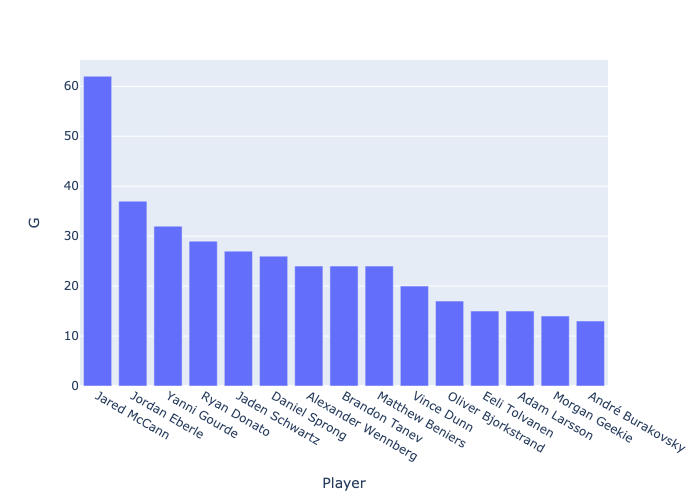 G
60
50
40
30
20
10
0
Jared McCann
Jordan Eberle
Yanni Gourde
Ryan Donato
Jaden Schwartz
Daniel Sprong
Alexander Wennberg
Brandon Tanev
Matthew Beniers
Vince Dunn
Oliver Bjorkstrand
Eeli Tolvanen
Adam Larsson
Morgan Geekie
André Burakovsky
Player